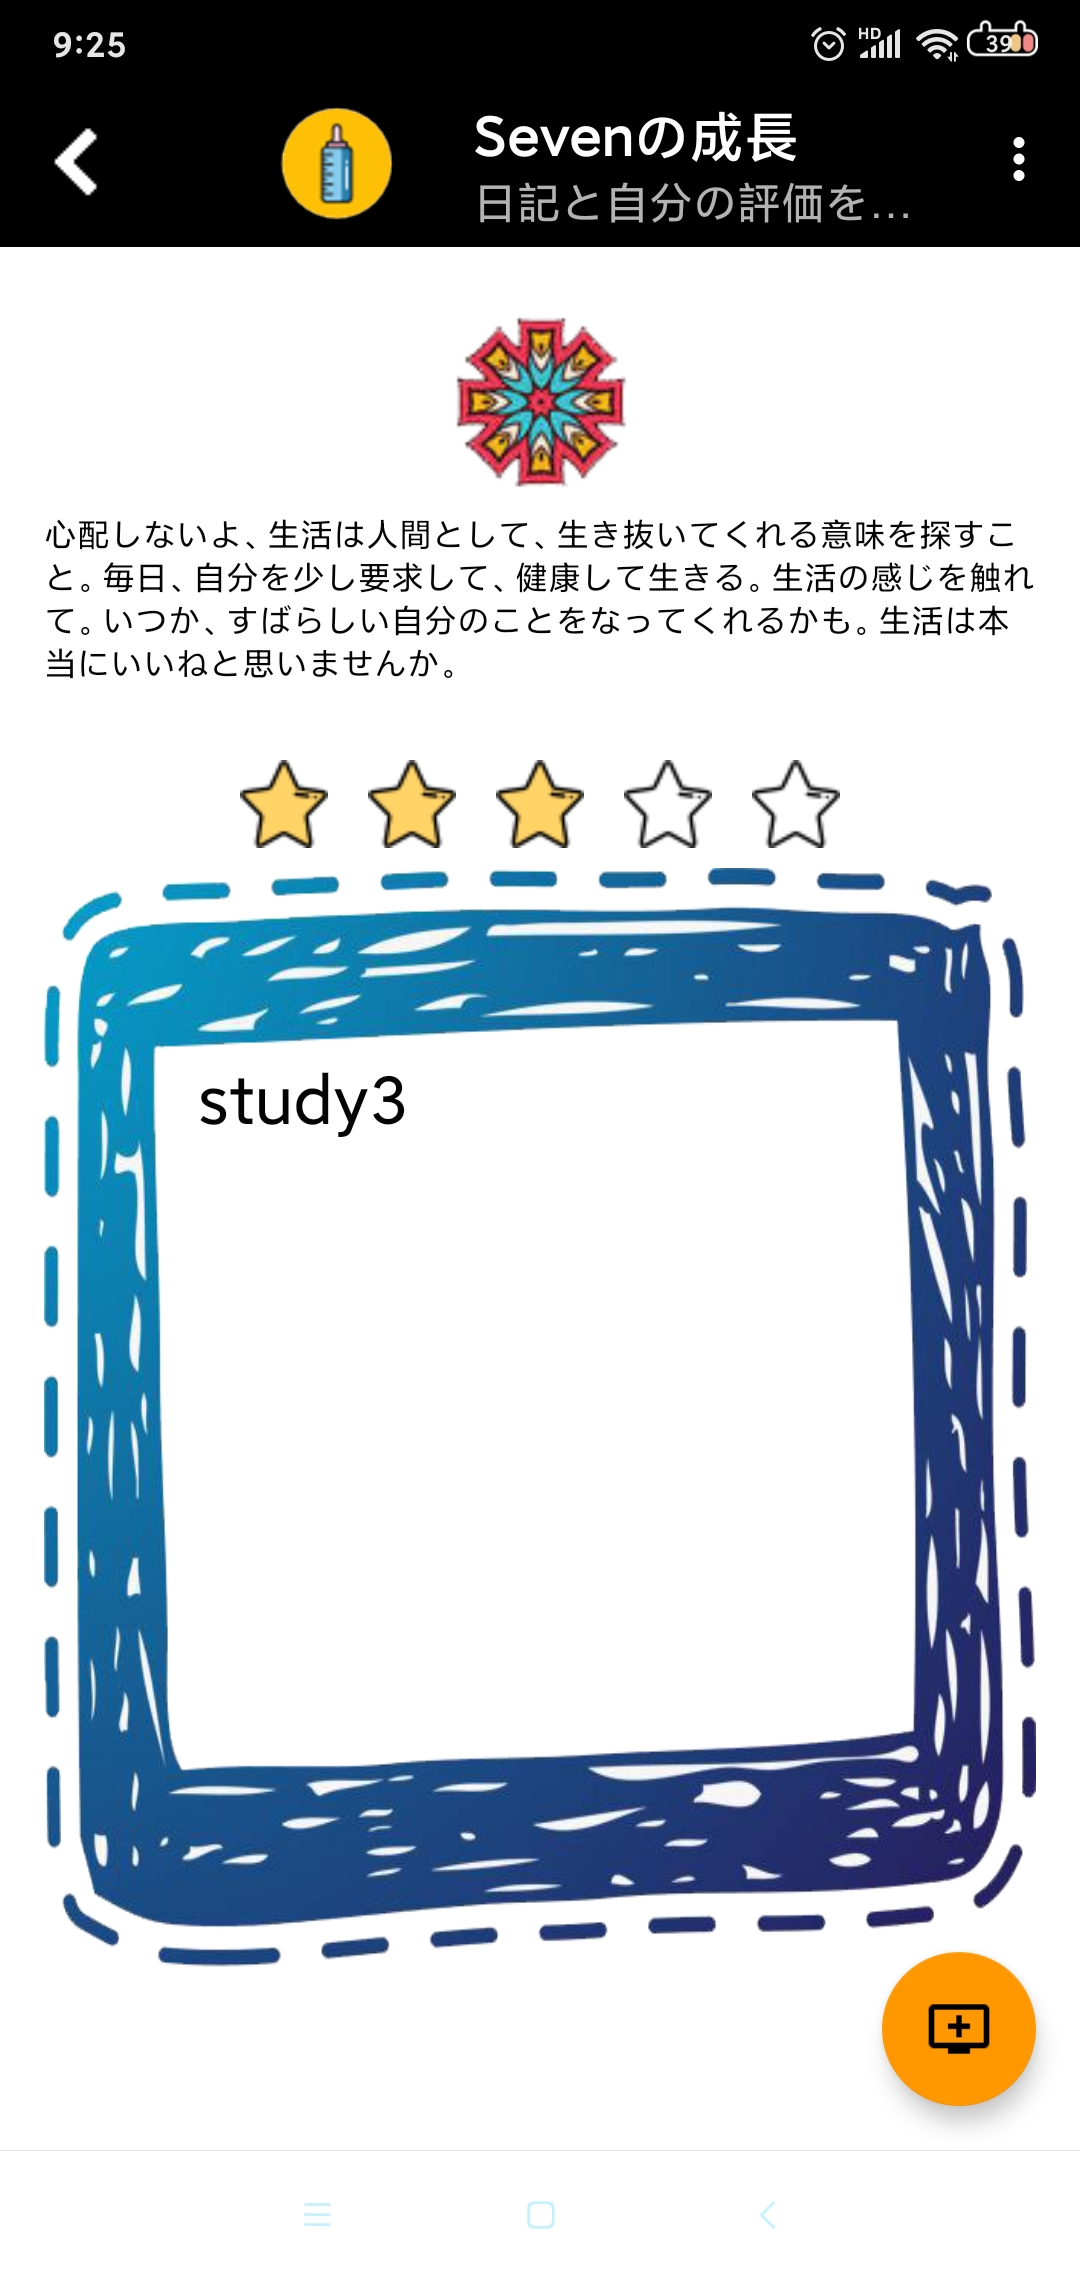 9:25
HD
39
Sevenの成長
日記と自分の評価を...
心配しないよ、生活は人間として、生き抜いてくれる意味を探すこ
と。毎日、自分を少し要求して、健康して生きる。生活の感じを触れ
て。いつか、すばらしい自分のことをなってくれるかも。生活は本
当にいいねと思いませんか。
study3